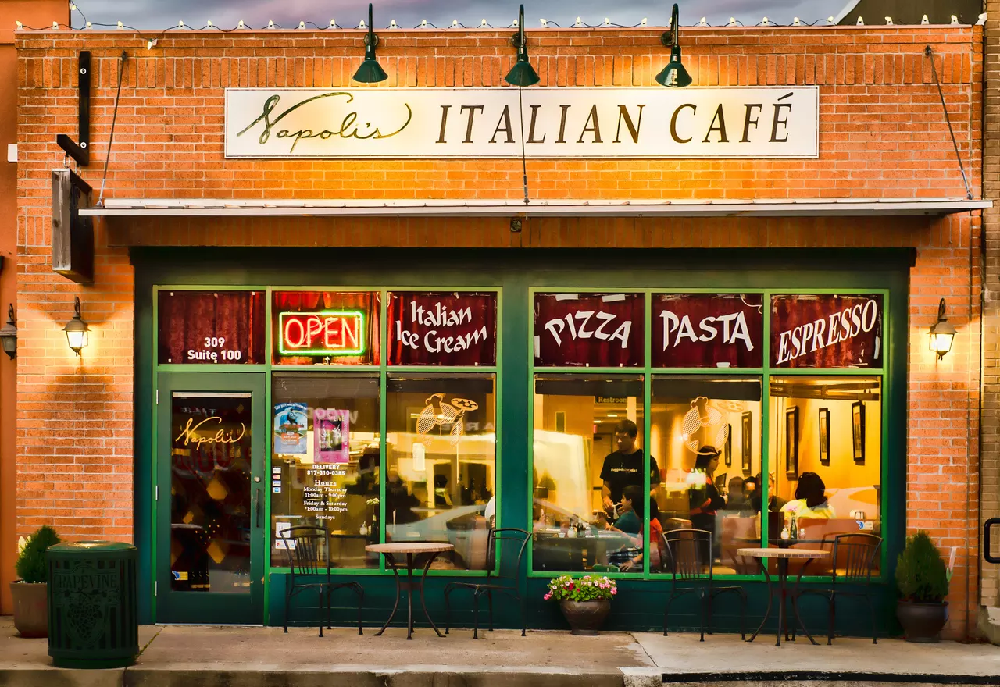 Napoli's ITALIAN CAFÉ
309
Suite 100
OPEN
Italian
Ice Cream
PIZZA
PASTA
ESPRESSO
Napoli's
Restroom
DELIVERY
817-310-0385
Hours
Monday Thursday
11:00am - 9:00pm
Friday & Saturday
11:00am - 10:00pm
Sundays
GRAPEVINE